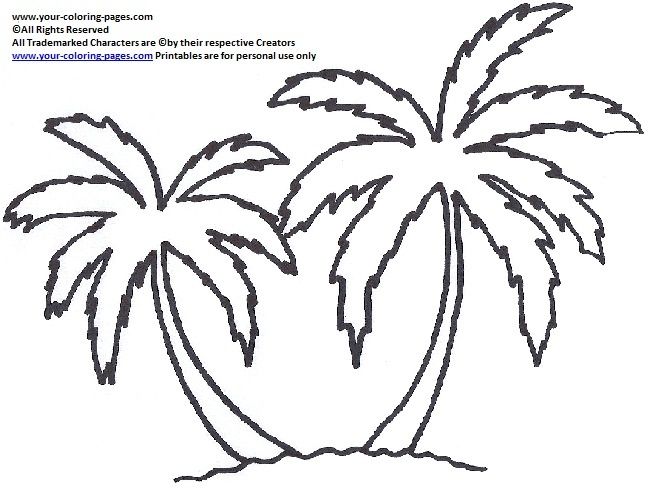 www.your-coloring-pages.com
©All Rights Reserved
All Trademarked Characters are ©by their respective Creators
www.your-coloring-pages.com Printables are for personal use only